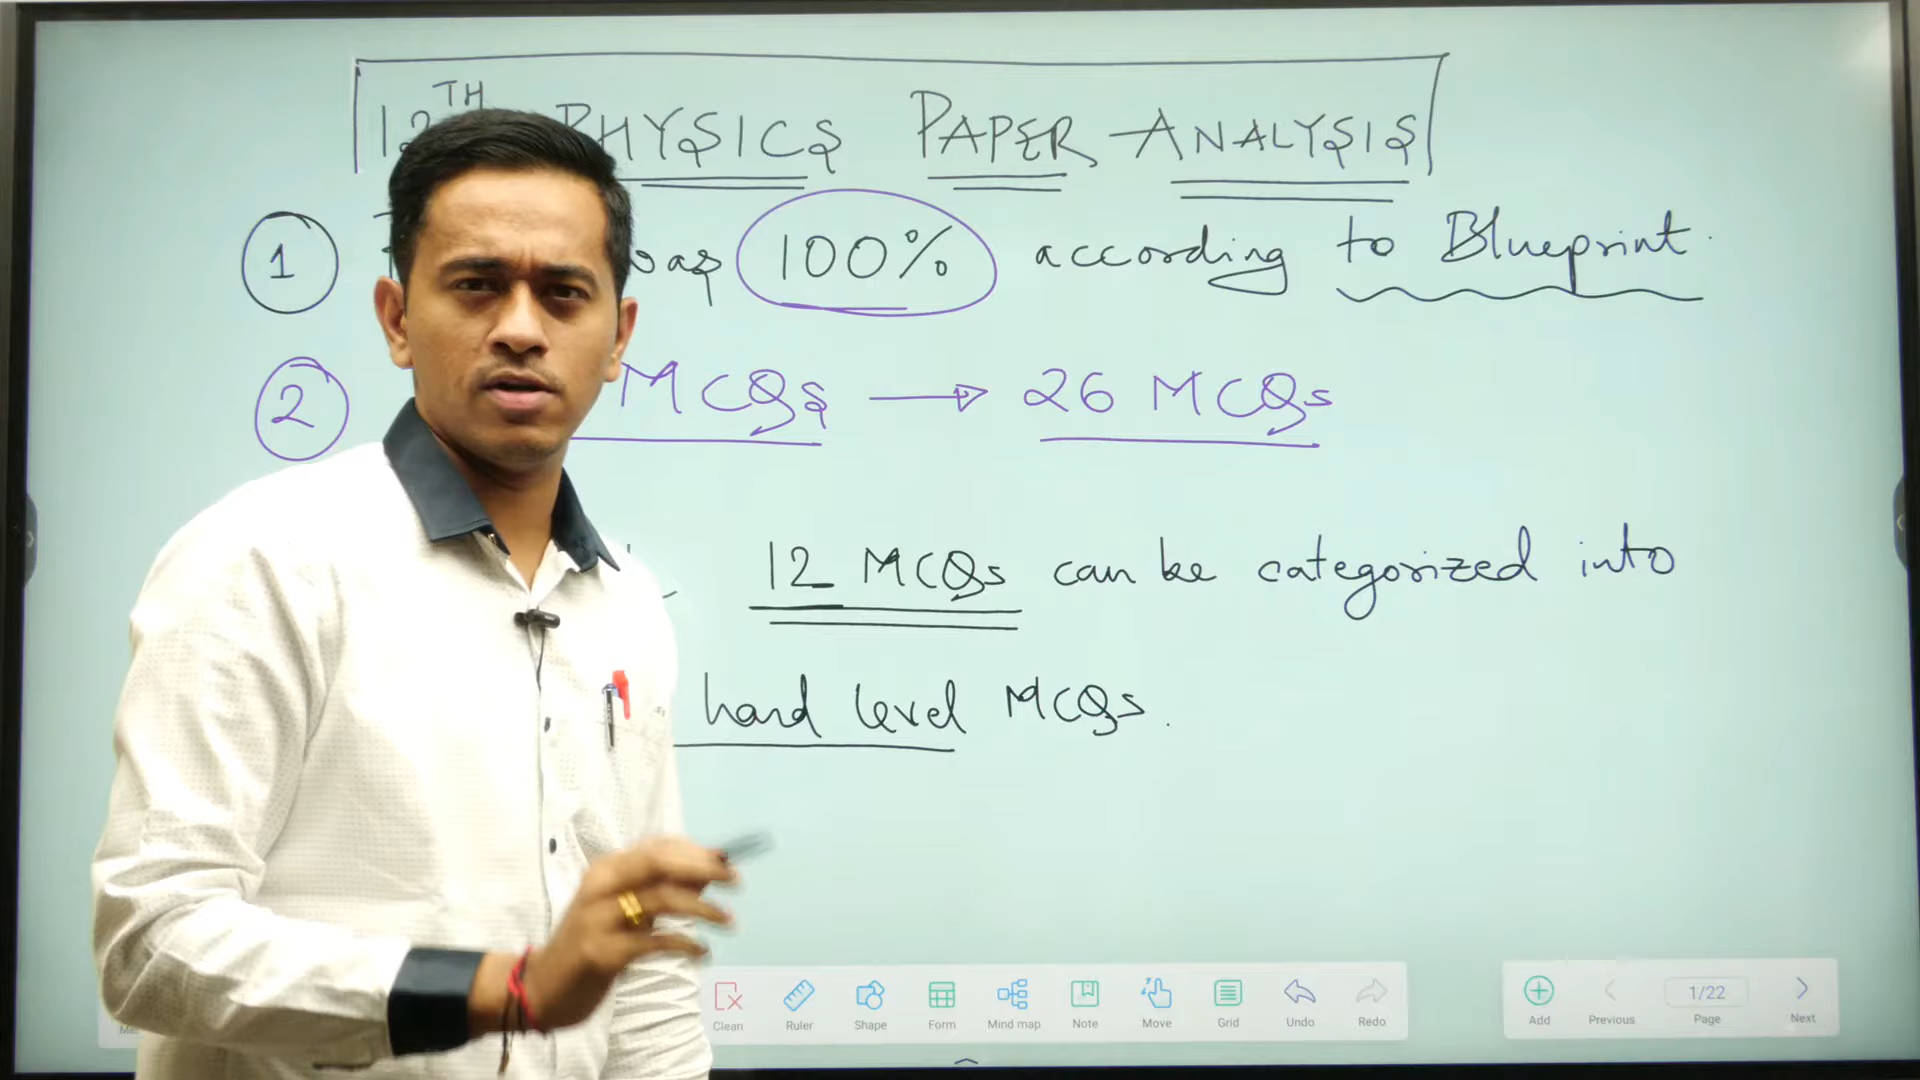 12TH PHYSICS PAPER ANALYSIS
1 was 100% according to Blueprint.
2 MCQs → 26 MCQs
12 MCQs can be categorized into
hard level MCQs.
Clean Ruler Shape Form Mind map Note Move Grid Undo Redo
Add Previous 1/22 Page Next